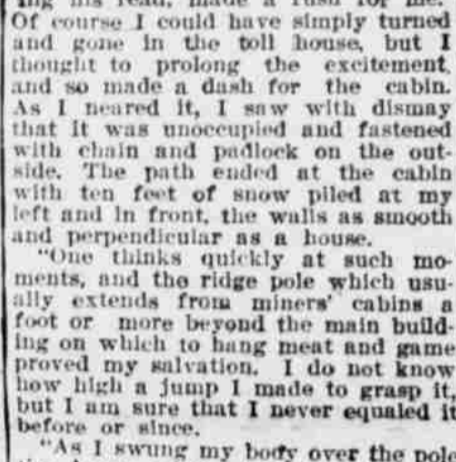 ing his head, made a rush for me.
Of course I could have simply turned
and gone in the toll house, but I
thought to prolong the excitement,
and so made a dash for the cabin.
As I neared it, I saw with dismay
that it was unoccupied and fastened
with chain and padlock on the out-
side. The path ended at the cabin
with ten feet of snow piled at my
left and in front, the walls as smooth
and perpendicular as a house.
"One thinks quickly at such mo-
ments, and the ridge pole which usu-
ally extends from miners' cabins a
foot or more beyond the main build-
ing on which to hang meat and game
proved my salvation. I do not know
how high a jump I made to grasp it,
but I am sure that I never equaled it
before or since.
"As I swung my body over the pole